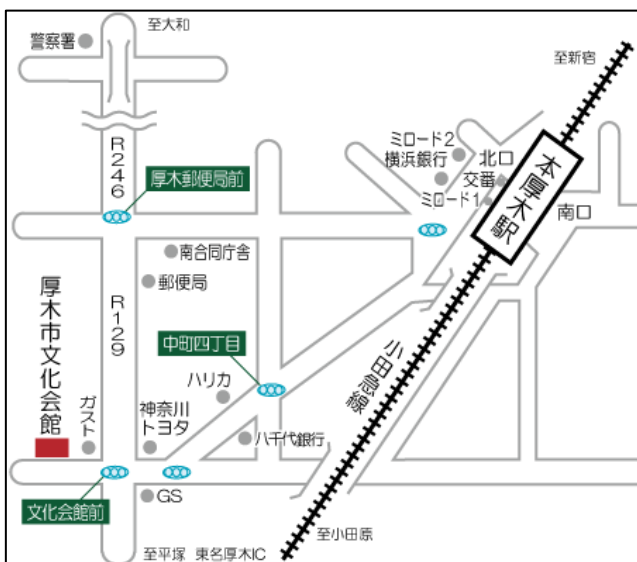 至大和
警察署
至新宿
R246
厚木郵便局前
ミロード2
横浜銀行
北口
交番
ミロード1
本厚木駅
南口
南合同庁舎
郵便局
R129
厚木市文化会館
中町四丁目
小田急線
ハリカ
ガスト
神奈川
トヨタ
八千代銀行
文化会館前
GS
至小田原
至平塚 東名厚木IC